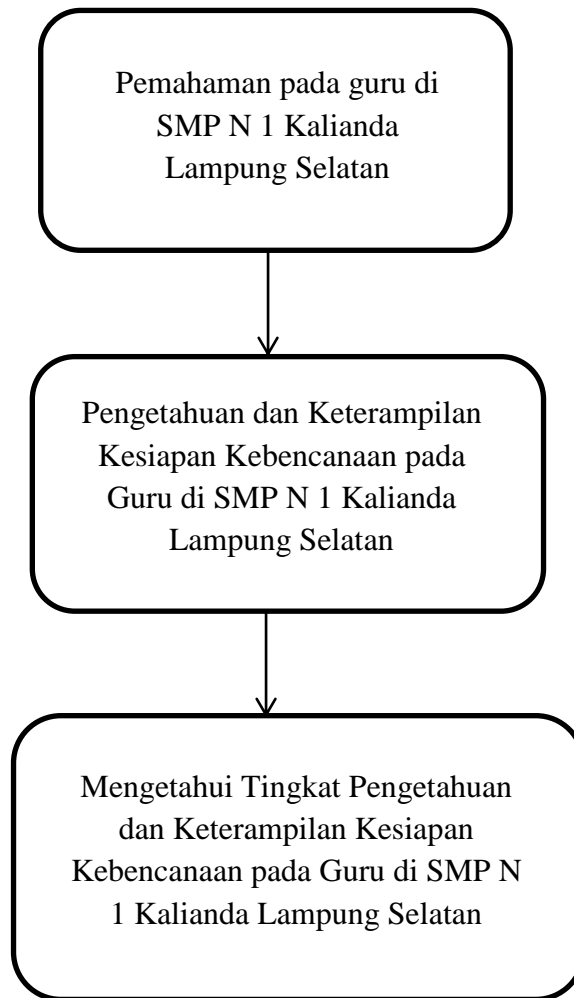 Pemahaman pada guru di
SMP N 1 Kalianda
Lampung Selatan
Pengetahuan dan Keterampilan
Kesiapan Kebencanaan pada
Guru di SMP N 1 Kalianda
Lampung Selatan
Mengetahui Tingkat Pengetahuan
dan Keterampilan Kesiapan
Kebencanaan pada Guru di SMP N
1 Kalianda Lampung Selatan